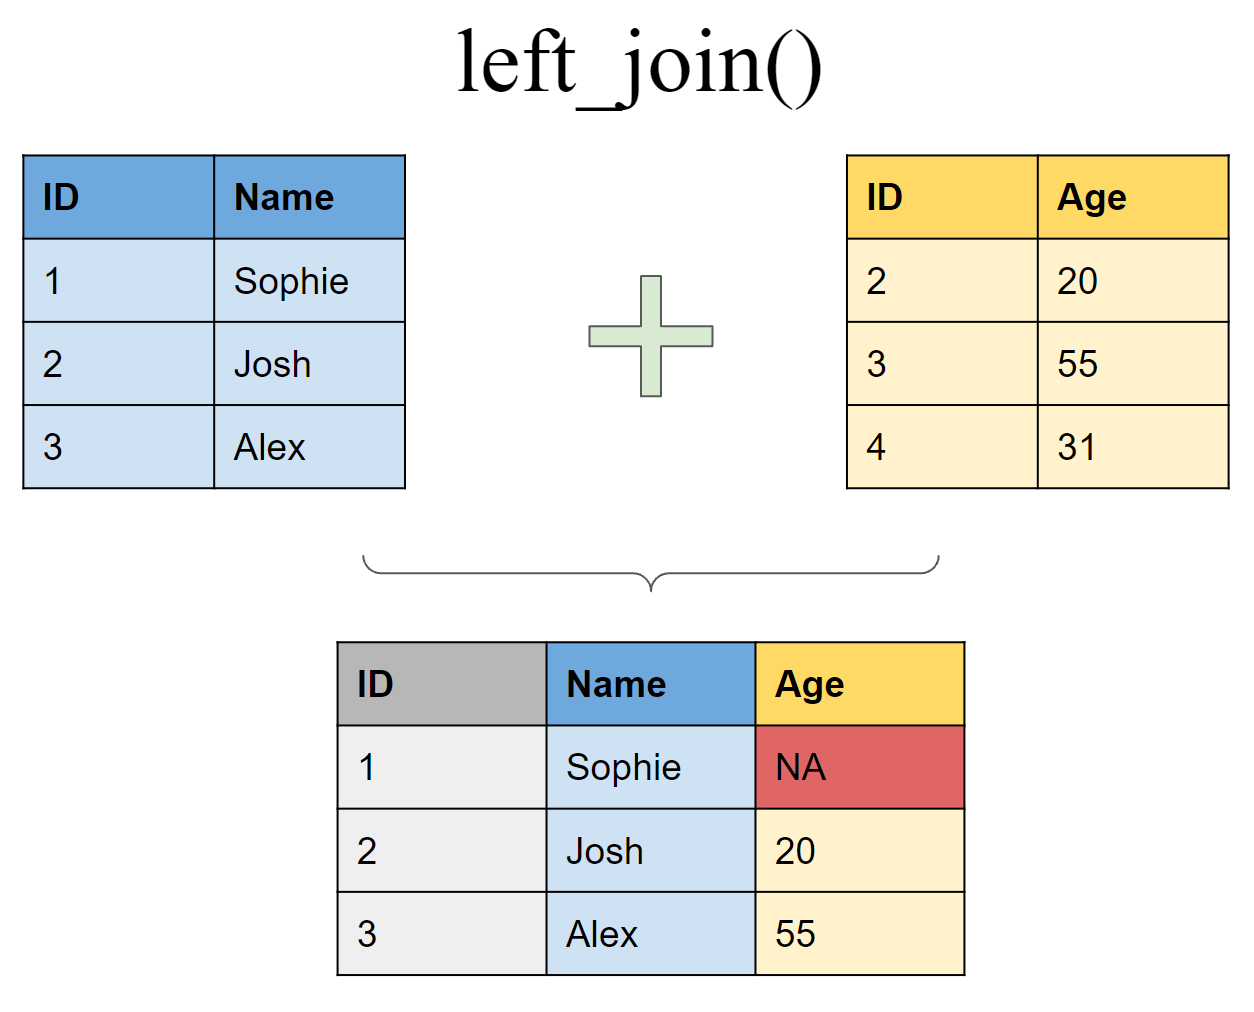 left_join()
ID Name
1 Sophie
2 Josh
3 Alex
ID Age
2 20
3 55
4 31
ID Name Age
1 Sophie NA
2 Josh 20
3 Alex 55